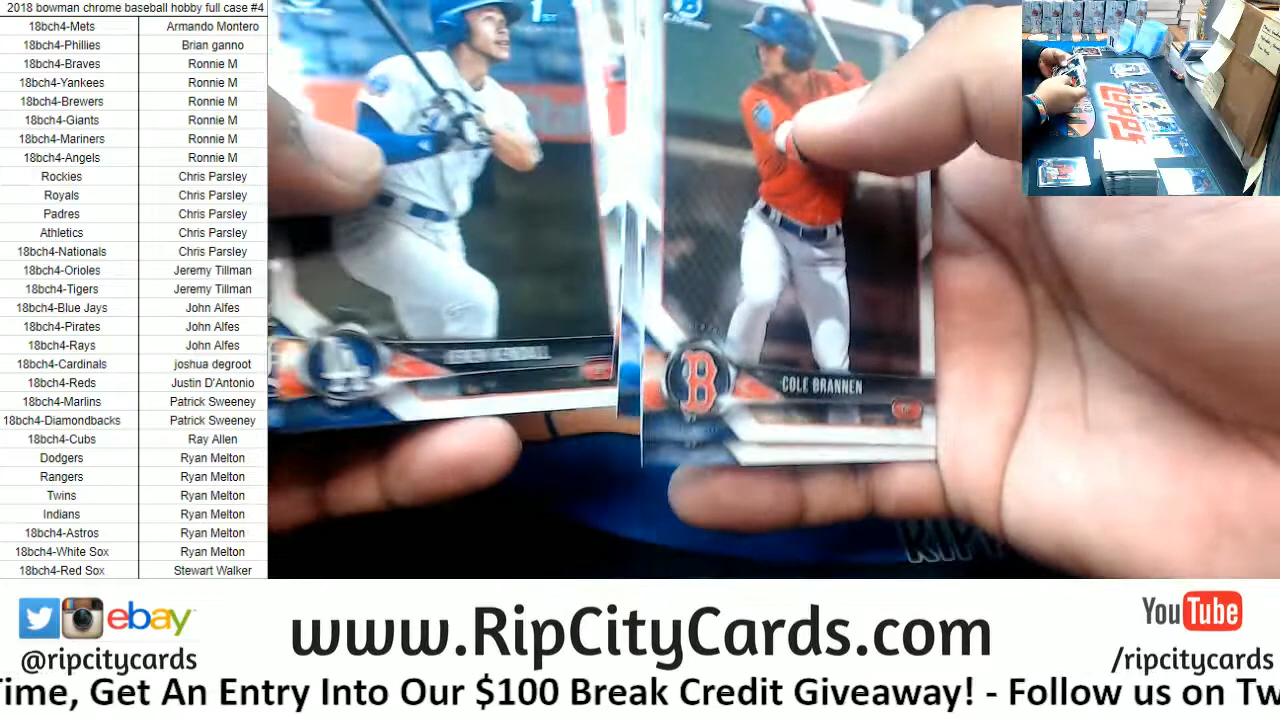 2018 bowman chrome baseball hobby full case #4
18bch4-Mets Armando Montero
18bch4-Phillies Brian ganno
18bch4-Braves Ronnie M
18bch4-Yankees Ronnie M
18bch4-Brewers Ronnie M
18bch4-Giants Ronnie M
18bch4-Mariners Ronnie M
18bch4-Angels Ronnie M
Rockies Chris Parsley
Royals Chris Parsley
Padres Chris Parsley
Athletics Chris Parsley
18bch4-Nationals Chris Parsley
18bch4-Orioles Jeremy Tillman
18bch4-Tigers Jeremy Tillman
18bch4-Blue Jays John Alfes
18bch4-Pirates John Alfes
18bch4-Rays John Alfes
18bch4-Cardinals joshua degroot
18bch4-Reds Justin D'Antonio
18bch4-Marlins Patrick Sweeney
18bch4-Diamondbacks Patrick Sweeney
18bch4-Cubs Ray Allen
Dodgers Ryan Melton
Rangers Ryan Melton
Twins Ryan Melton
Indians Ryan Melton
18bch4-Astros Ryan Melton
18bch4-White Sox Ryan Melton
18bch4-Red Sox Stewart Walker
1ST
LA
B
COLE BRANNEN
RIP
topps
ebay
@ripcitycards
www.RipCityCards.com
YouTube
/ripcitycards
Time, Get An Entry Into Our $100 Break Credit Giveaway! - Follow us on Tw